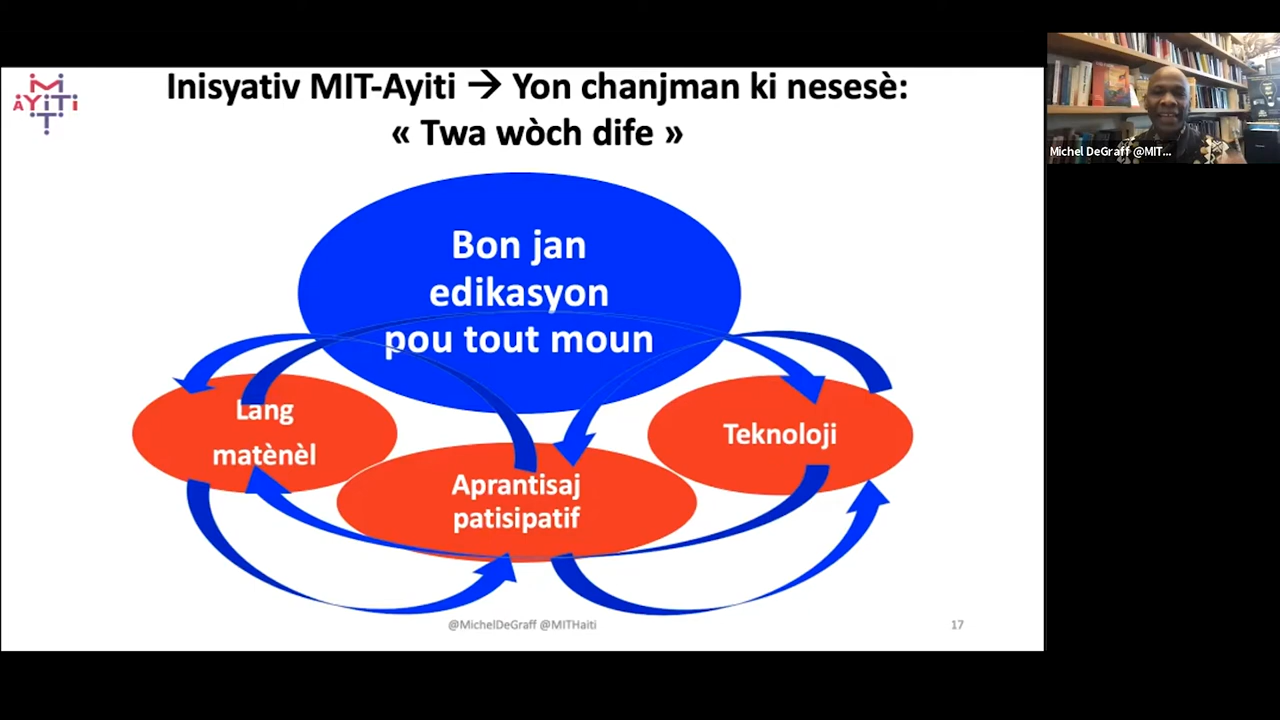 Inisyativ MIT-Ayiti → Yon chanjman ki nesesè:
« Twa wòch dife »
MIT
AYITI
Bon jan
edikasyon
pou tout moun
Lang
matènèl
Aprantisaj
patisipatif
Teknoloji
@MichelDeGraff @MITHaiti
17
Michel DeGraff @MIT...